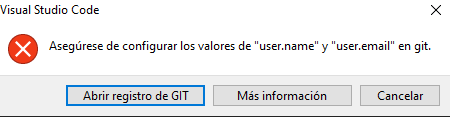 Visual Studio Code
Asegúrese de configurar los valores de "user.name" y "user.email" en git.
Abrir registro de GIT
Más información
Cancelar